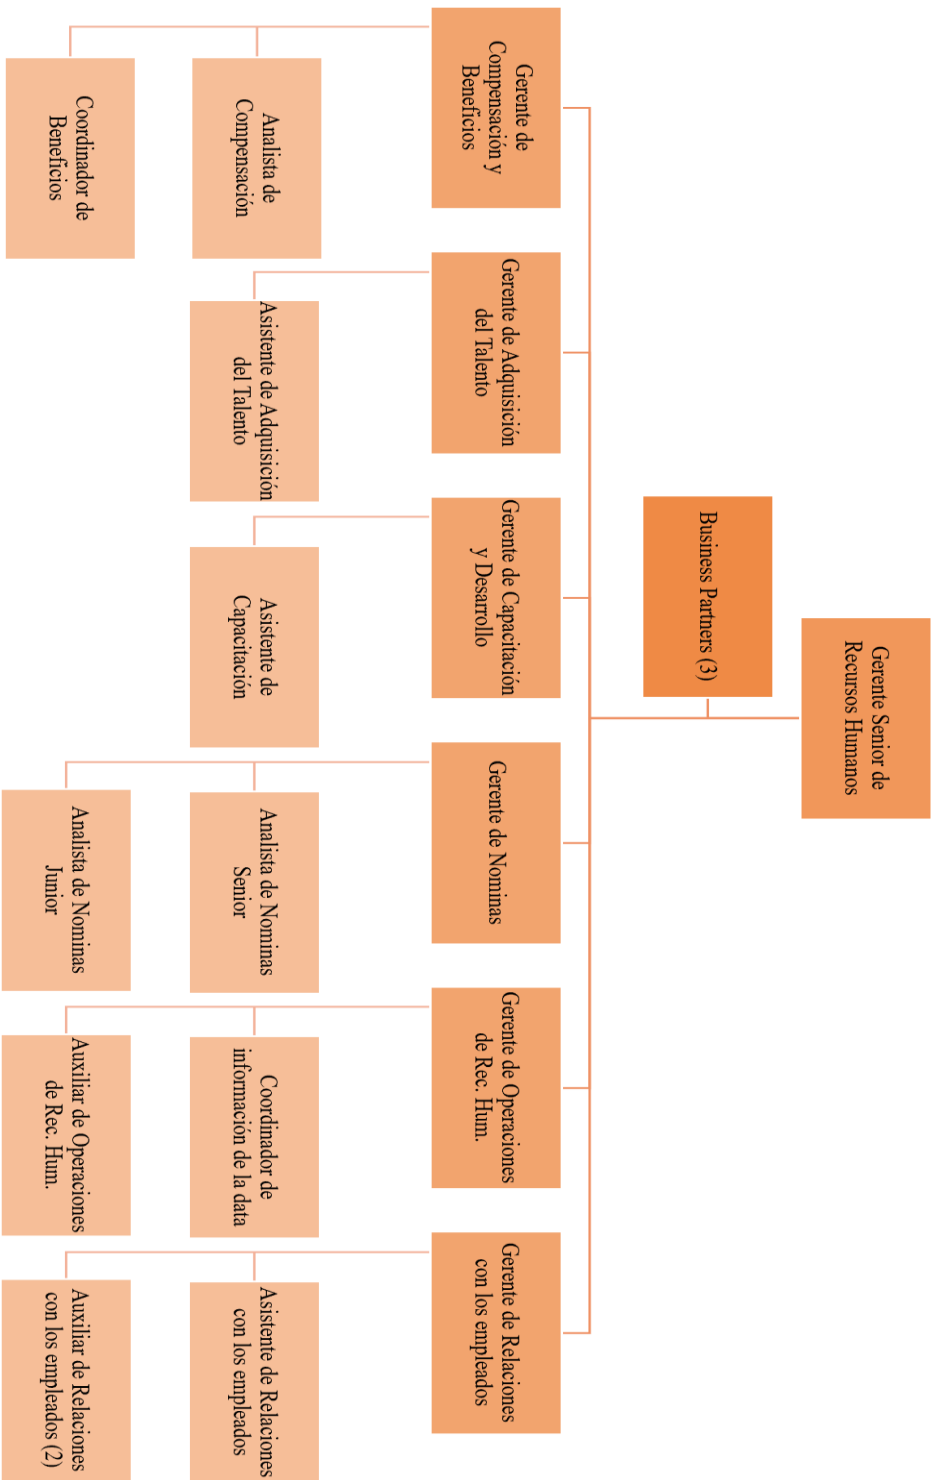 Gerente Senior de
Recursos Humanos
Business Partners (3)
Gerente de
Compensación y
Beneficios
Gerente de Adquisición
del Talento
Gerente de Capacitación
y Desarrollo
Gerente de Nominas
Gerente de Operaciones
de Rec. Hum.
Gerente de Relaciones
con los empleados
Analista de
Compensación
Asistente de Adquisición
del Talento
Asistente de
Capacitación
Analista de Nominas
Senior
Coordinador de
información de la data
Asistente de Relaciones
con los empleados
Coordinador de
Beneficios
Analista de Nominas
Junior
Auxiliar de Operaciones
de Rec. Hum.
Auxiliar de Relaciones
con los empleados (2)